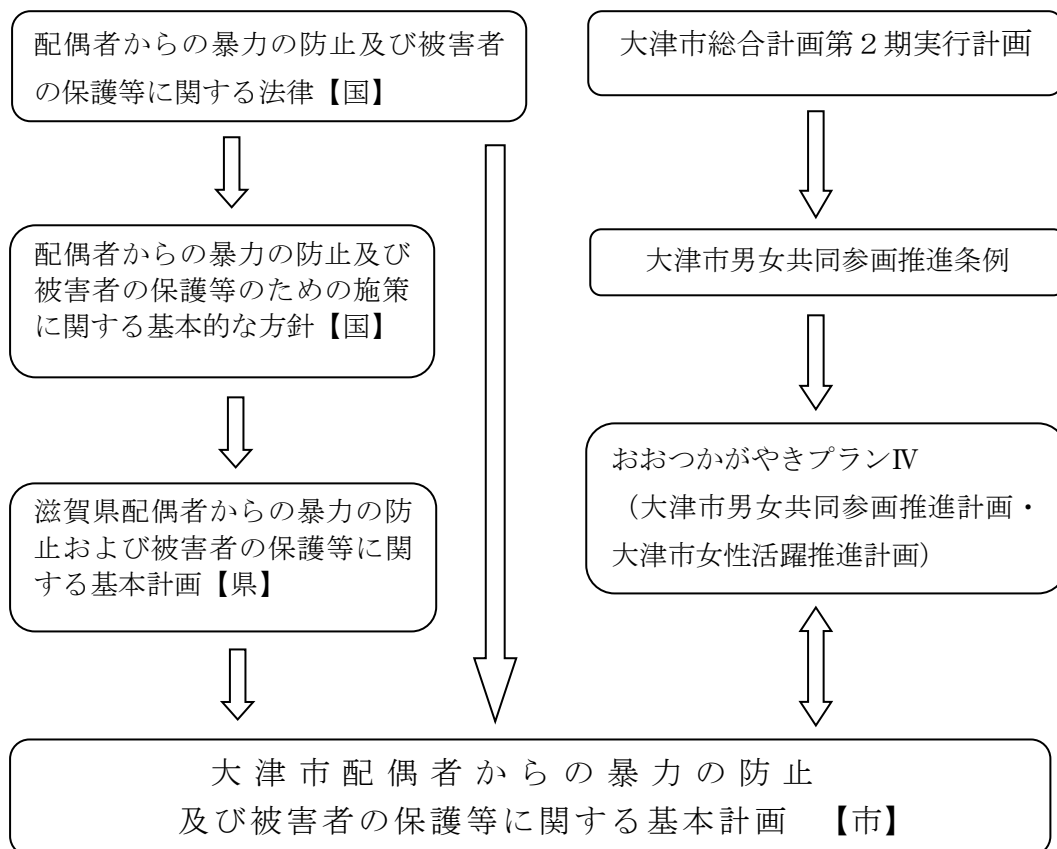 配偶者からの暴力の防止及び被害者
の保護等に関する法律【国】
配偶者からの暴力の防止及び
被害者の保護等のための施策
に関する基本的な方針【国】
滋賀県配偶者からの暴力の防
止および被害者の保護等に関
する基本計画【県】
大津市総合計画第２期実行計画
大津市男女共同参画推進条例
おおつかがやきプランⅣ
（大津市男女共同参画推進計画・
大津市女性活躍推進計画）
大津市配偶者からの暴力の防止
及び被害者の保護等に関する基本計画　【市】